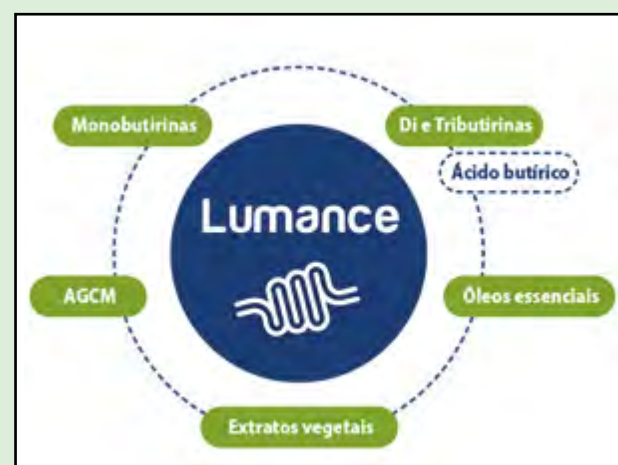 Monobutirinas
Di e Tributirinas
Ácido butírico
Lumance
AGCM
Óleos essenciais
Extratos vegetais